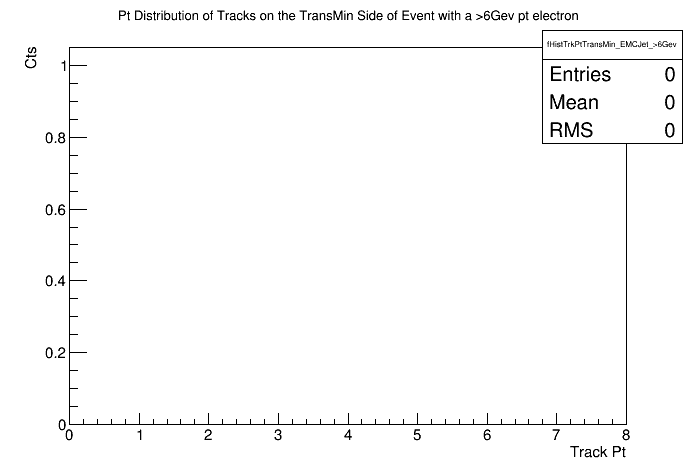 Pt Distribution of Tracks on the TransMin Side of Event with a >6Gev pt electron
fHistTrkPtTransMin_EMCJet_>6Gev
Entries 0
Mean 0
RMS 0
Cts
1
0.8
0.6
0.4
0.2
0
0 1 2 3 4 5 6 7 8
Track Pt